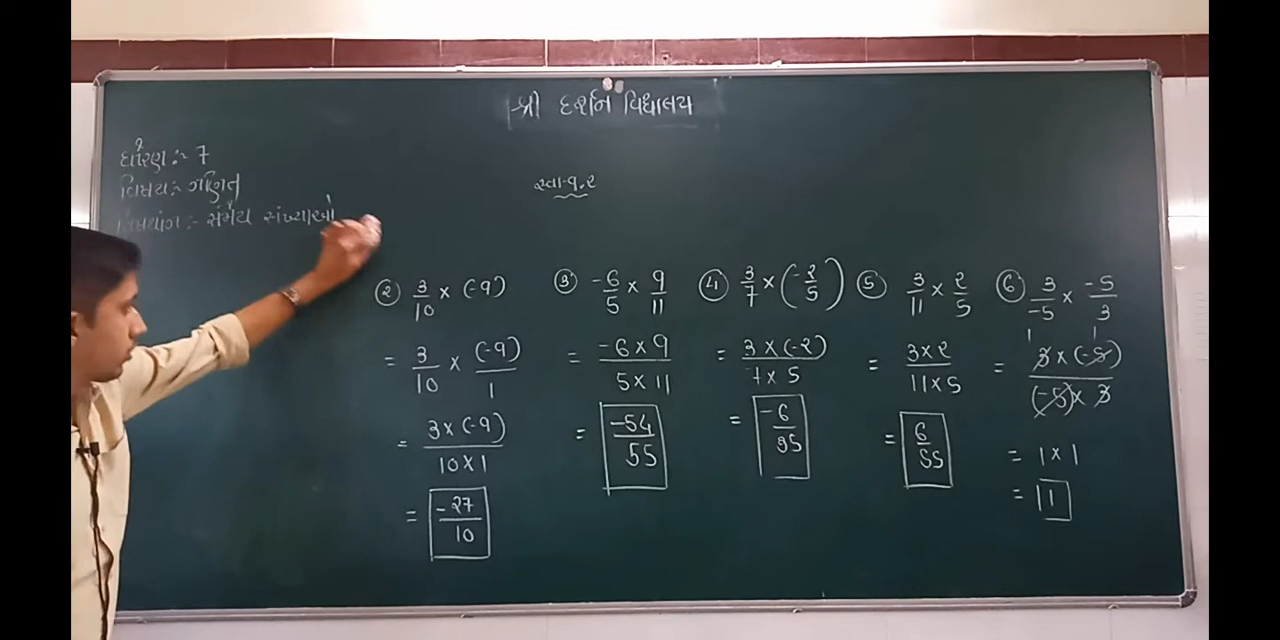 શ્રી દર્શન વિદ્યાલય
ધોરણ :- 7
વિષય :- ગણિત
વિષયાંગ :- સંમેય સંખ્યાઓ
સ્વા-૧.૨
② 3/10 × (-9)
= 3/10 × (-9)/1
= 3 × (-9) / 10 × 1
= -27/10
③ -6/5 × 9/11
= -6 × 9 / 5 × 11
= -54/55
④ 3/7 × (-2/5)
= 3 × (-2) / 7 × 5
= -6/35
⑤ 3/11 × 2/5
= 3 × 2 / 11 × 5
= 6/55
⑥ 3/-5 × -5/3
1 1
= 3 × (-5) / (-5) × 3
= 1 × 1
= 1